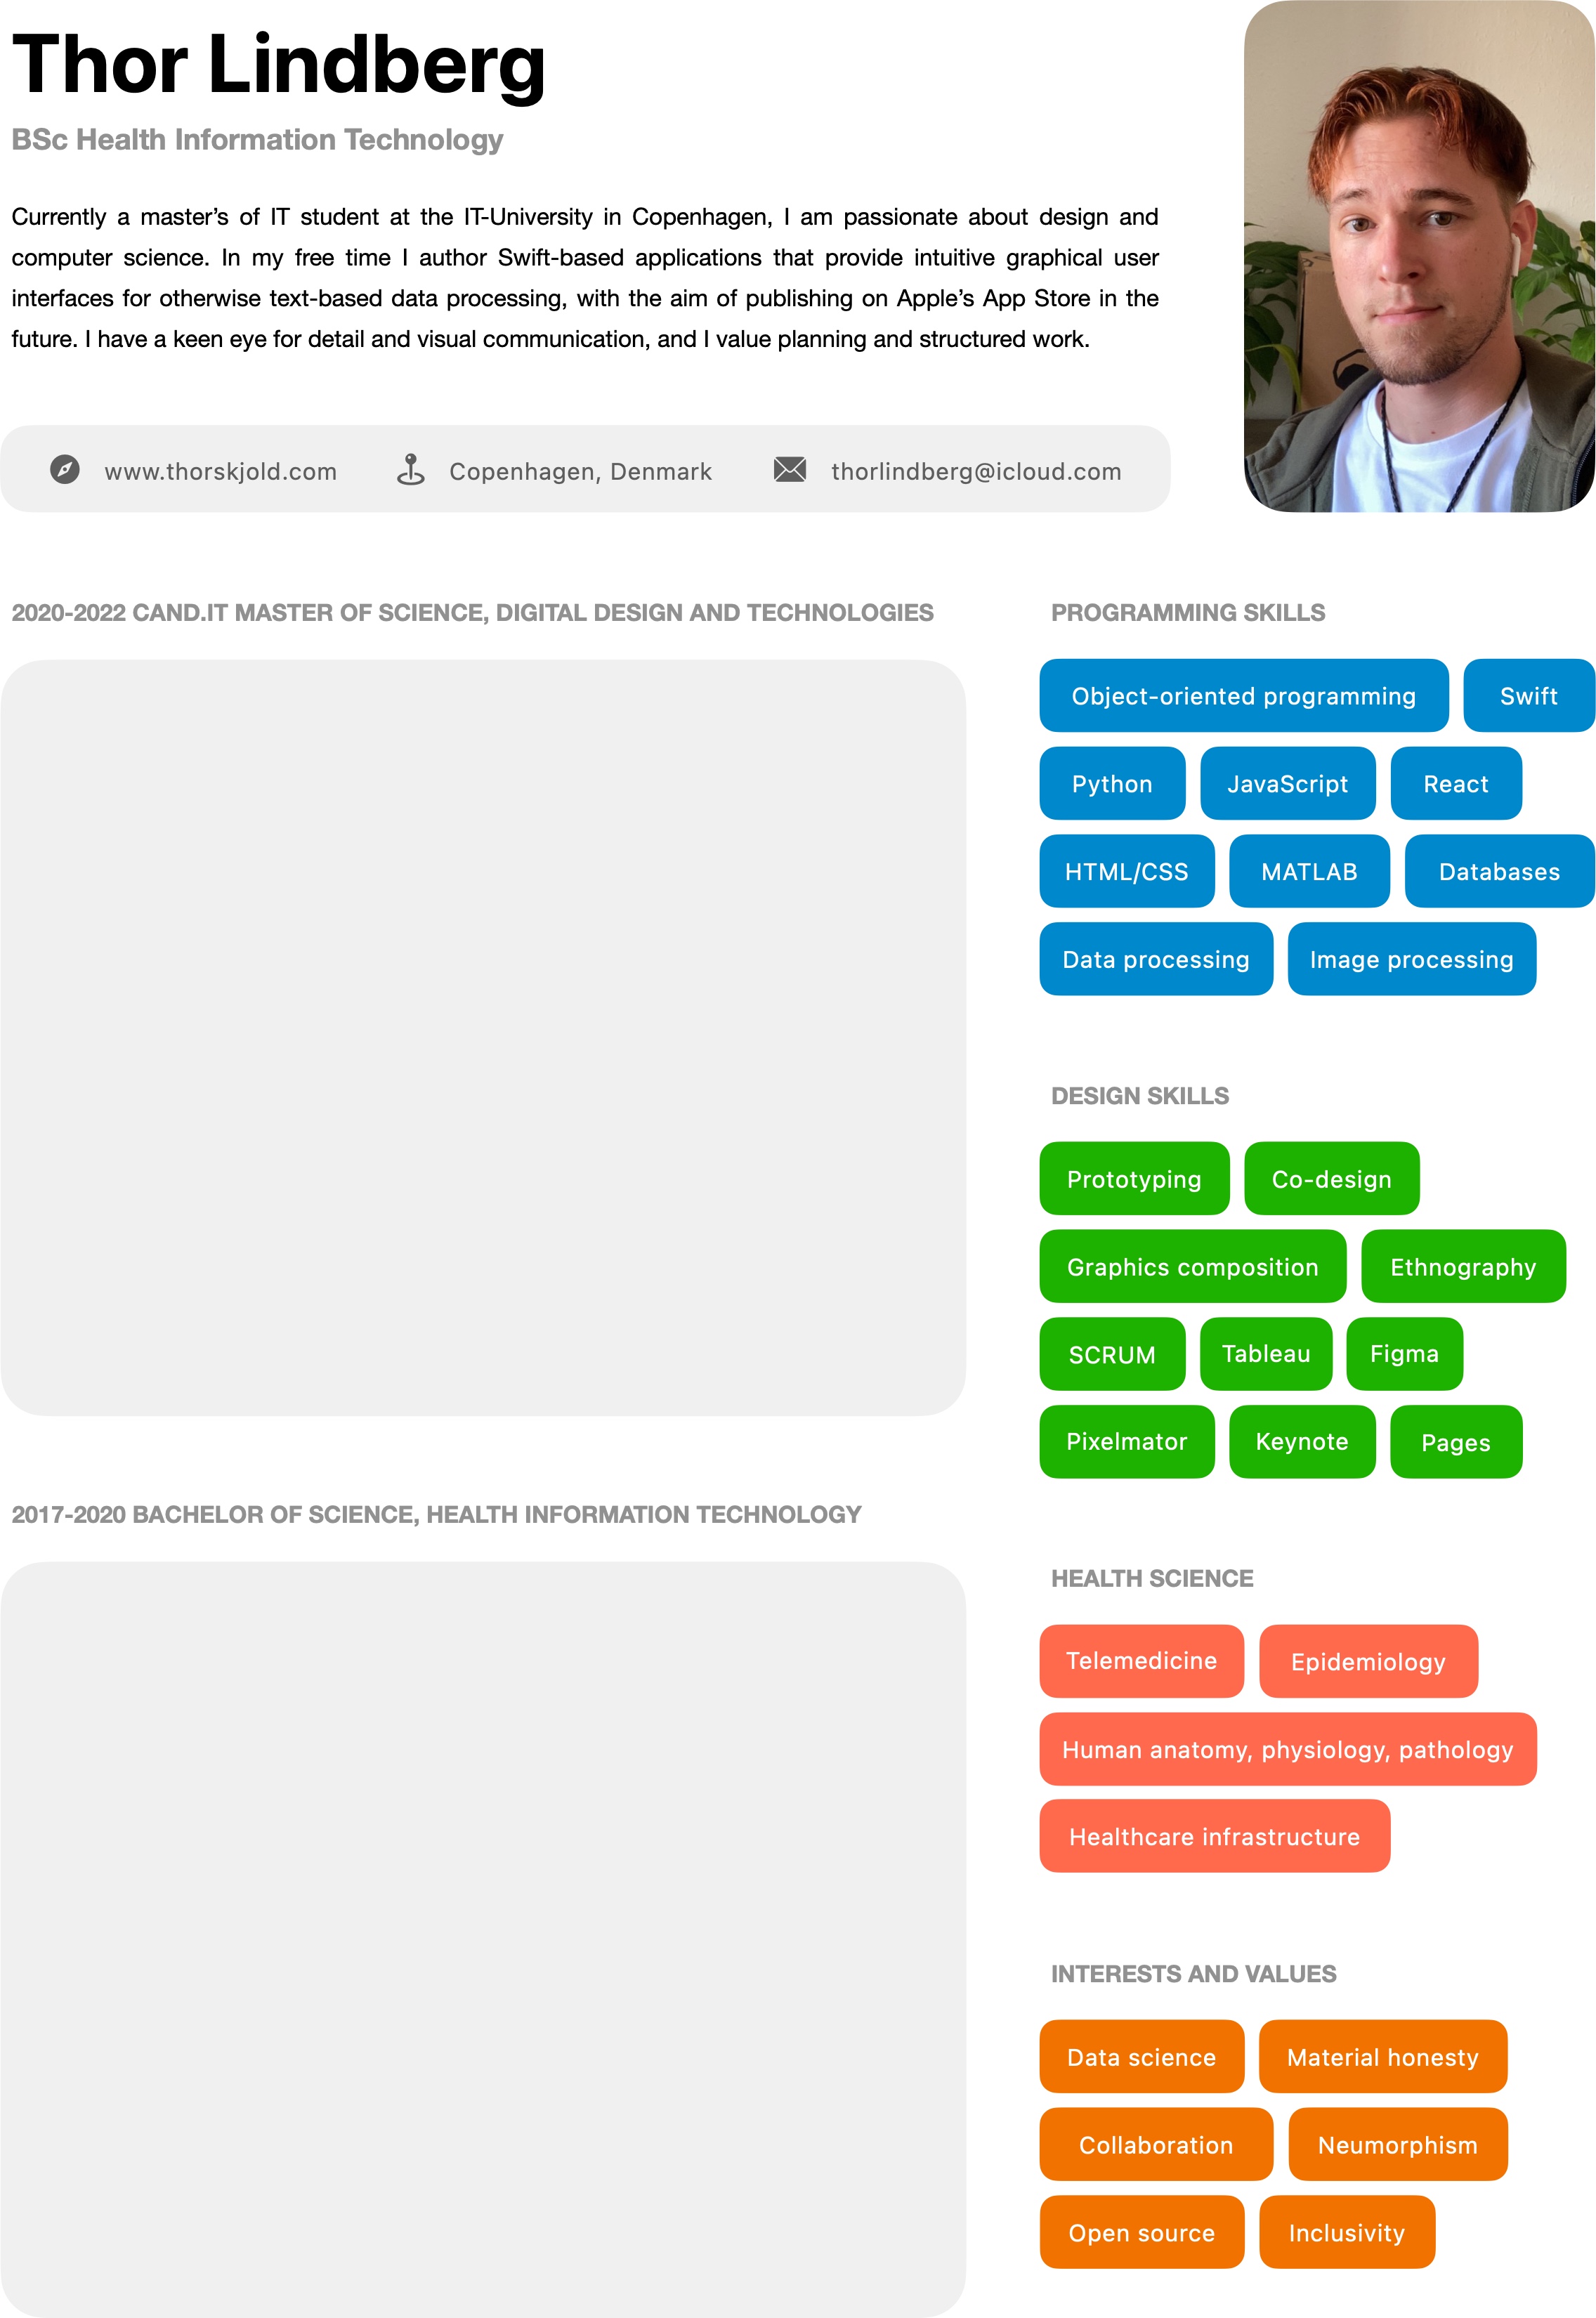 Thor Lindberg
BSc Health Information Technology
Currently a master’s of IT student at the IT-University in Copenhagen, I am passionate about design and
computer science. In my free time I author Swift-based applications that provide intuitive graphical user
interfaces for otherwise text-based data processing, with the aim of publishing on Apple’s App Store in the
future. I have a keen eye for detail and visual communication, and I value planning and structured work.
www.thorskjold.com Copenhagen, Denmark thorlindberg@icloud.com
2020-2022 CAND.IT MASTER OF SCIENCE, DIGITAL DESIGN AND TECHNOLOGIES
2017-2020 BACHELOR OF SCIENCE, HEALTH INFORMATION TECHNOLOGY
PROGRAMMING SKILLS
Object-oriented programming Swift
Python JavaScript React
HTML/CSS MATLAB Databases
Data processing Image processing
DESIGN SKILLS
Prototyping Co-design
Graphics composition Ethnography
SCRUM Tableau Figma
Pixelmator Keynote Pages
HEALTH SCIENCE
Telemedicine Epidemiology
Human anatomy, physiology, pathology
Healthcare infrastructure
INTERESTS AND VALUES
Data science Material honesty
Collaboration Neumorphism
Open source Inclusivity